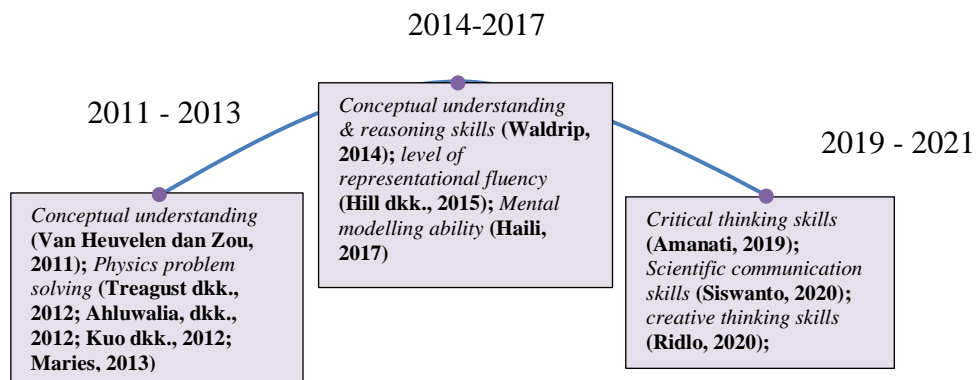 2014-2017
2011 - 2013
2019 - 2021
Conceptual understanding
(Van Heuvelen dan Zou,
2011); Physics problem
solving (Treagust dkk.,
2012; Ahluwalia, dkk.,
2012; Kuo dkk., 2012;
Maries, 2013)
Conceptual understanding
& reasoning skills (Waldrip,
2014); level of
representational fluency
(Hill dkk., 2015); Mental
modelling ability (Haili,
2017)
Critical thinking skills
(Amanati, 2019);
Scientific communication
skills (Siswanto, 2020);
creative thinking skills
(Ridlo, 2020);